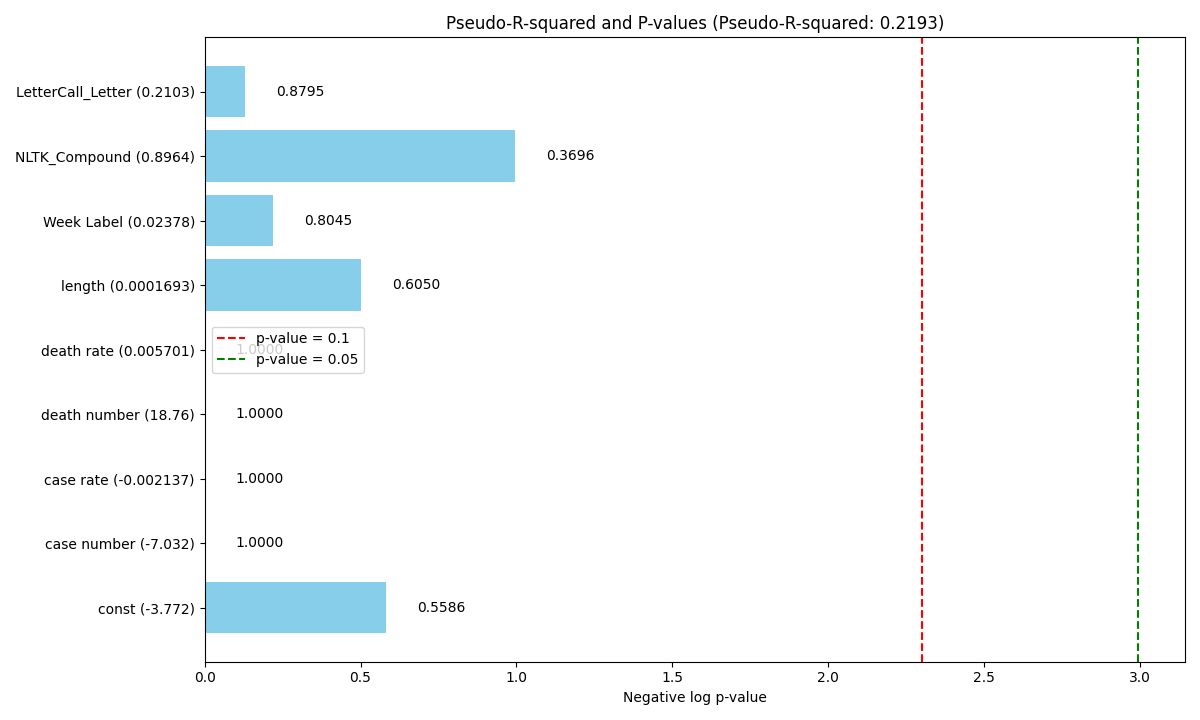 Pseudo-R-squared and P-values (Pseudo-R-squared: 0.2193)
LetterCall_Letter (0.2103) 0.8795
NLTK_Compound (0.8964) 0.3696
Week Label (0.02378) 0.8045
length (0.0001693) 0.6050
p-value = 0.1
death rate (0.005701) 1.0000
p-value = 0.05
death number (18.76) 1.0000
case rate (-0.002137) 1.0000
case number (-7.032) 1.0000
const (-3.772) 0.5586
0.0 0.5 1.0 1.5 2.0 2.5 3.0
Negative log p-value